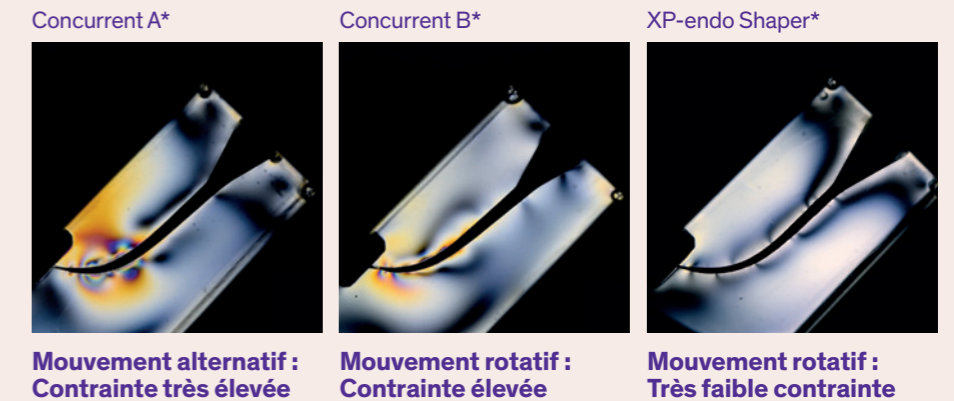 Concurrent A*
Concurrent B*
XP-endo Shaper*
Mouvement alternatif :
Contrainte très élevée
Mouvement rotatif :
Contrainte élevée
Mouvement rotatif :
Très faible contrainte